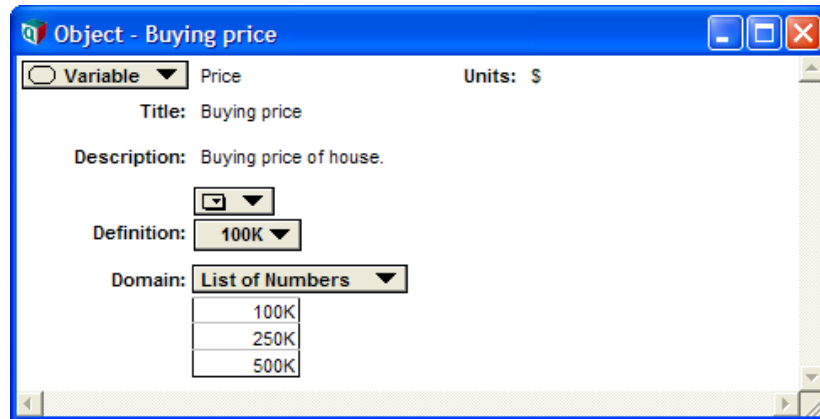 Object - Buying price
Variable Price Units: $
Title: Buying price
Description: Buying price of house.
Definition: 100K
Domain: List of Numbers
100K
250K
500K